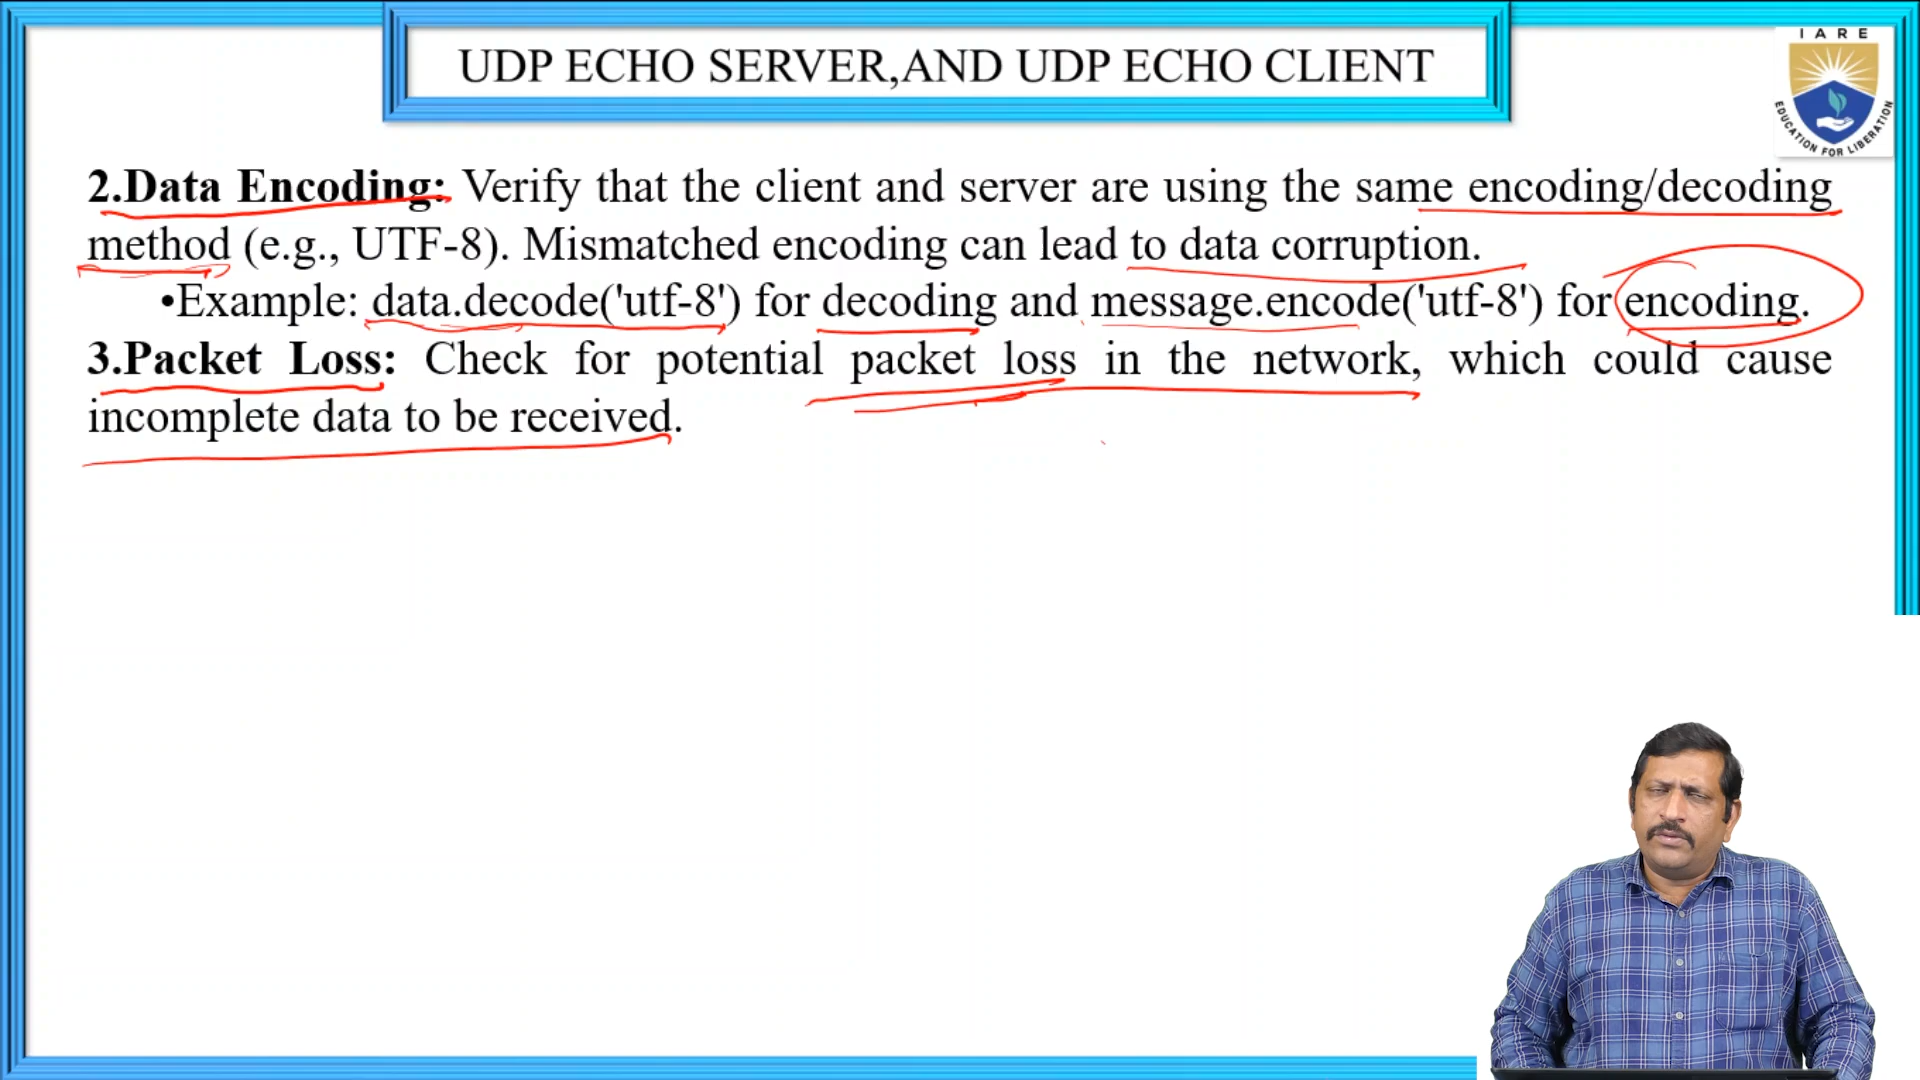 UDP ECHO SERVER,AND UDP ECHO CLIENT
I A R E
EDUCATION FOR LIBERATION
2.Data Encoding: Verify that the client and server are using the same encoding/decoding
method (e.g., UTF-8). Mismatched encoding can lead to data corruption.
•Example: data.decode('utf-8') for decoding and message.encode('utf-8') for encoding.
3.Packet Loss: Check for potential packet loss in the network, which could cause
incomplete data to be received.